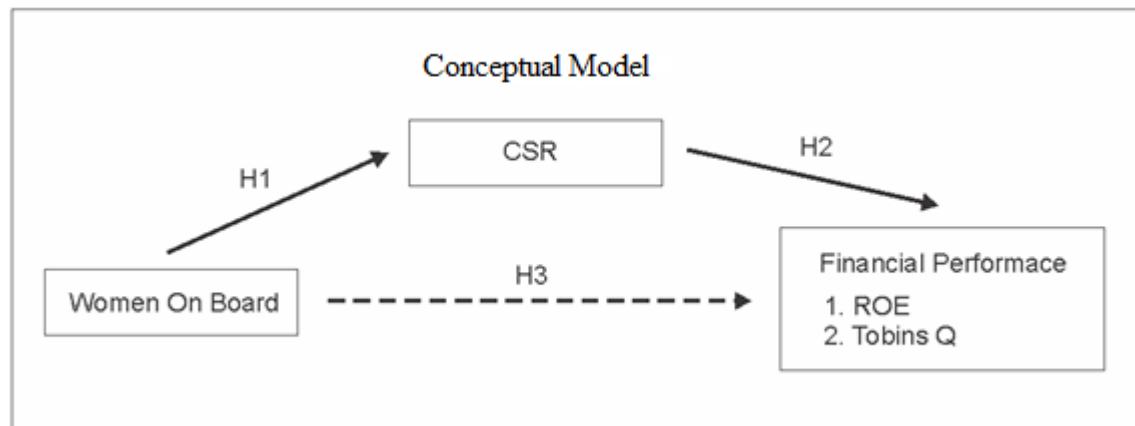 Conceptual Model
CSR
H1
H2
Women On Board
H3
Financial Performace
1. ROE
2. Tobins Q